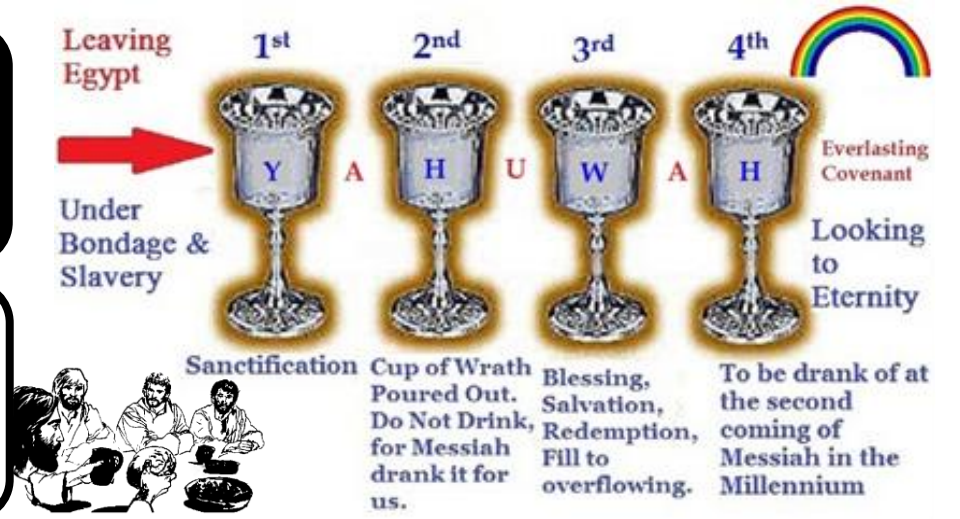 Leaving
Egypt
1st
2nd
3rd
4th
Y A H U W A H
Everlasting
Covenant
Under
Bondage &
Slavery
Looking
to
Eternity
Sanctification
Cup of Wrath
Poured Out.
Do Not Drink,
for Messiah
drank it for
us.
Blessing,
Salvation,
Redemption,
Fill to
overflowing.
To be drank of at
the second
coming of
Messiah in the
Millennium